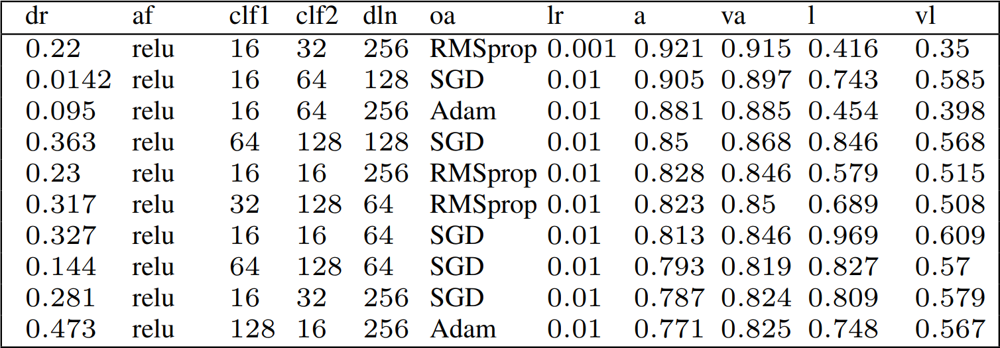 dr af clf1 clf2 dln oa lr a va l vl
0.22 relu 16 32 256 RMSprop 0.001 0.921 0.915 0.416 0.35
0.0142 relu 16 64 128 SGD 0.01 0.905 0.897 0.743 0.585
0.095 relu 16 64 256 Adam 0.01 0.881 0.885 0.454 0.398
0.363 relu 64 128 128 SGD 0.01 0.85 0.868 0.846 0.568
0.23 relu 16 16 256 RMSprop 0.01 0.828 0.846 0.579 0.515
0.317 relu 32 128 64 RMSprop 0.01 0.823 0.85 0.689 0.508
0.327 relu 16 16 64 SGD 0.01 0.813 0.846 0.969 0.609
0.144 relu 64 128 64 SGD 0.01 0.793 0.819 0.827 0.57
0.281 relu 16 32 256 SGD 0.01 0.787 0.824 0.809 0.579
0.473 relu 128 16 256 Adam 0.01 0.771 0.825 0.748 0.567